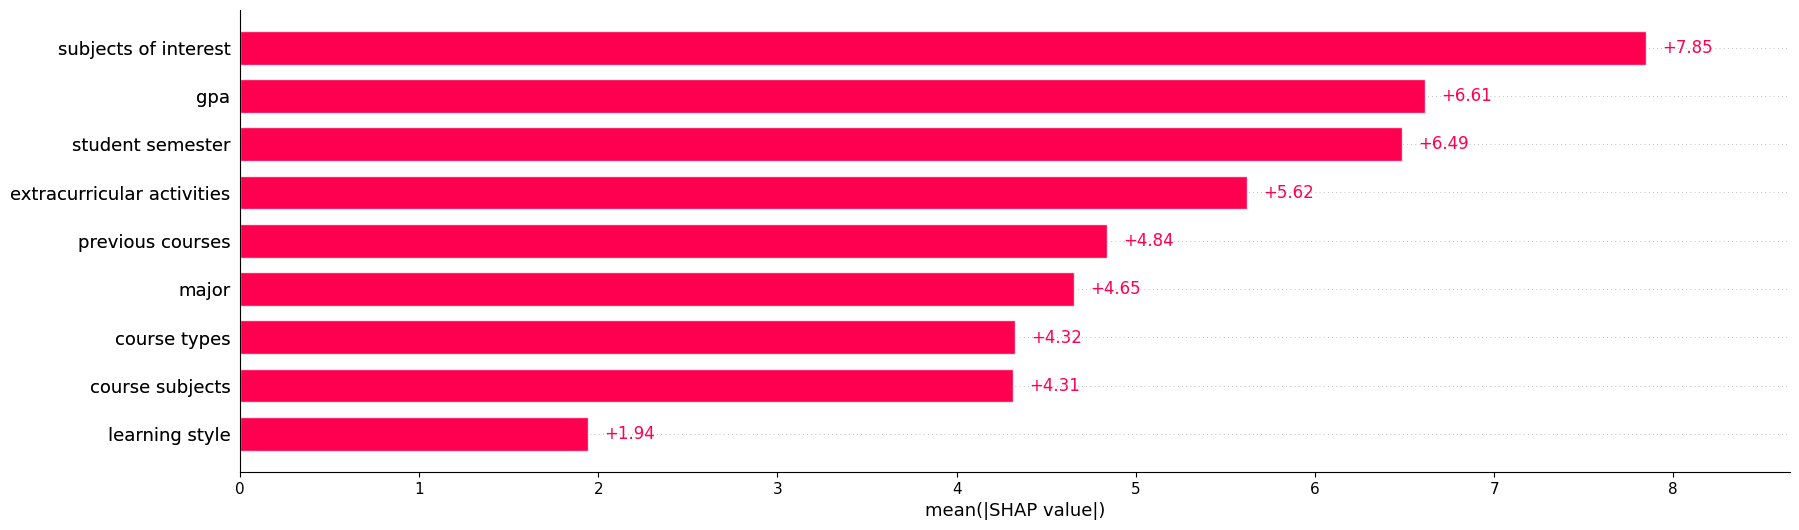 subjects of interest +7.85
gpa +6.61
student semester +6.49
extracurricular activities +5.62
previous courses +4.84
major +4.65
course types +4.32
course subjects +4.31
learning style +1.94
0 1 2 3 4 5 6 7 8
mean(|SHAP value|)